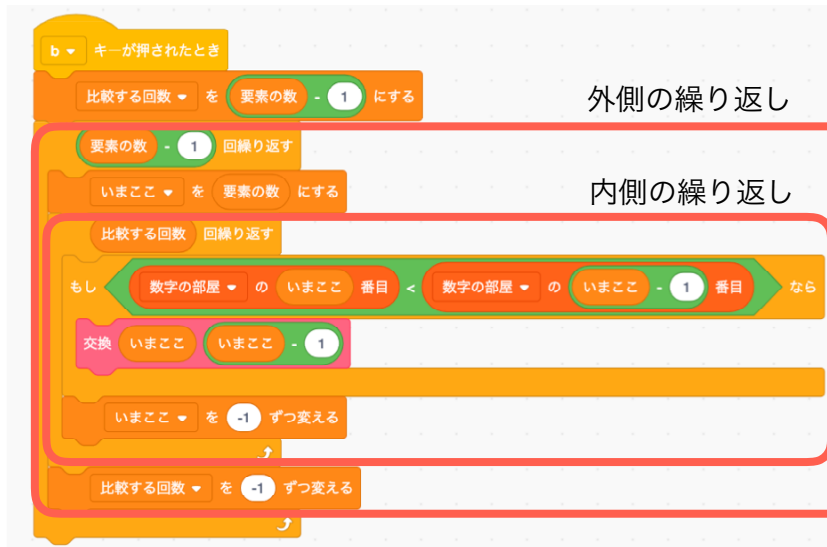 b キーが押されたとき
比較する回数 を 要素の数 - 1 にする
外側の繰り返し
要素の数 - 1 回繰り返す
いまここ を 要素の数 にする
内側の繰り返し
比較する回数 回繰り返す
もし 数字の部屋 の いまここ 番目 < 数字の部屋 の いまここ - 1 番目 なら
交換 いまここ いまここ - 1
いまここ を -1 ずつ変える
比較する回数 を -1 ずつ変える